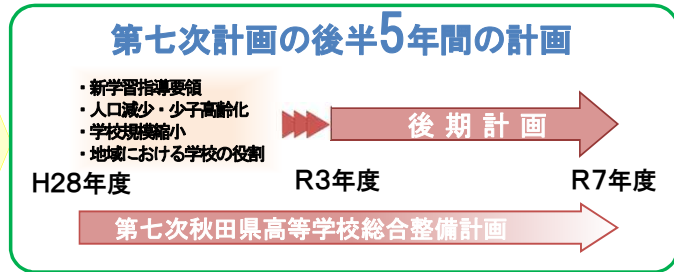 第七次計画の後半5年間の計画
・新学習指導要領
・人口減少・少子高齢化
・学校規模縮小
・地域における学校の役割
後期計画
H28年度 R3年度 R7年度
第七次秋田県高等学校総合整備計画